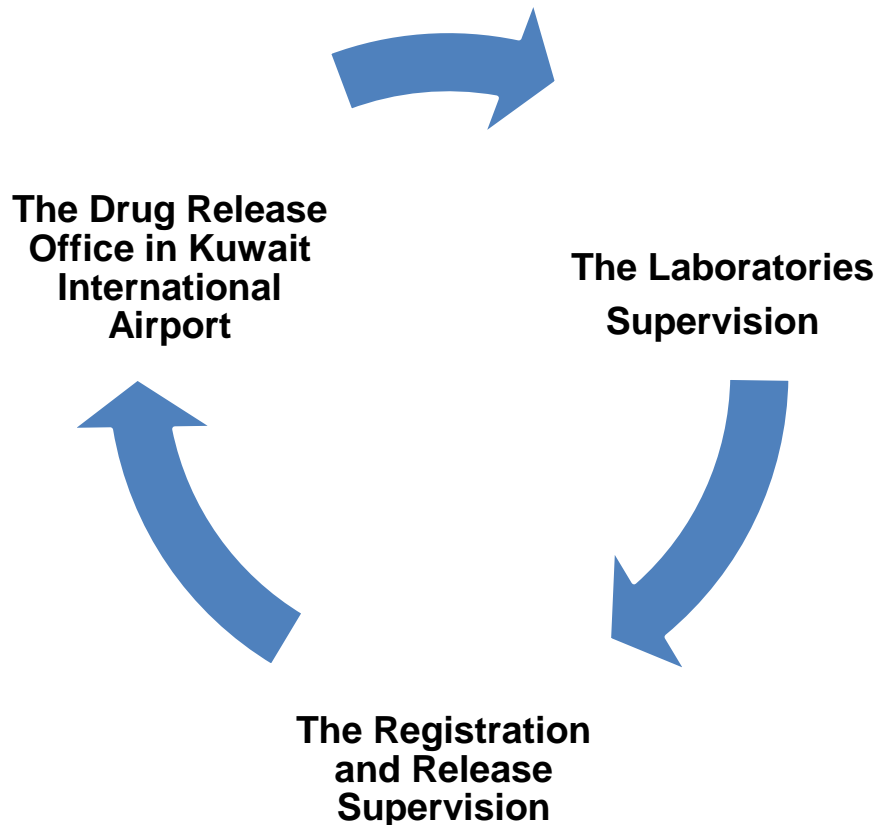 The Drug Release
Office in Kuwait
International
Airport
The Laboratories
Supervision
The Registration
and Release
Supervision